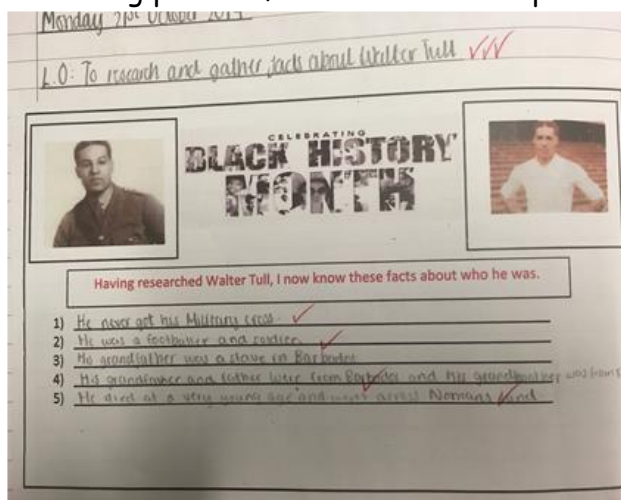 Monday 21st October 2019
L.O: To research and gather facts about Walter Tull
CELEBRATING
BLACK HISTORY
MONTH
Having researched Walter Tull, I now know these facts about who he was.
1) He never got his Military cross.
2) He was a footballer and soldier.
3) His grandfather was a slave in Barbados
4) His grandfather and father were from Barbados and his grandmother was from
5) He died at a very young age and went across Nomans land